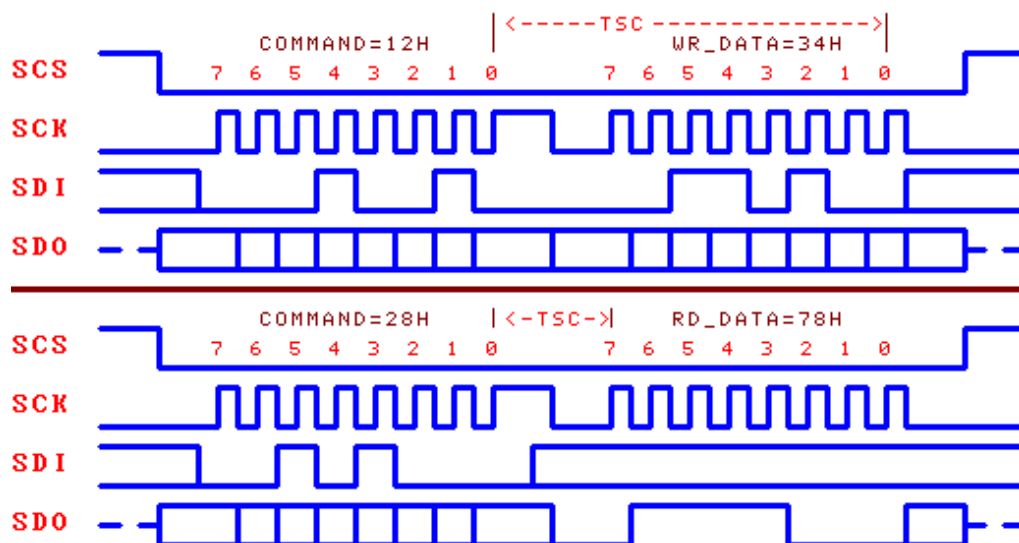 <-----TSC -------------->
COMMAND=12H WR_DATA=34H
SCS 7 6 5 4 3 2 1 0 7 6 5 4 3 2 1 0
SCK
SDI
SDO
COMMAND=28H <-TSC-> RD_DATA=78H
SCS 7 6 5 4 3 2 1 0 7 6 5 4 3 2 1 0
SCK
SDI
SDO